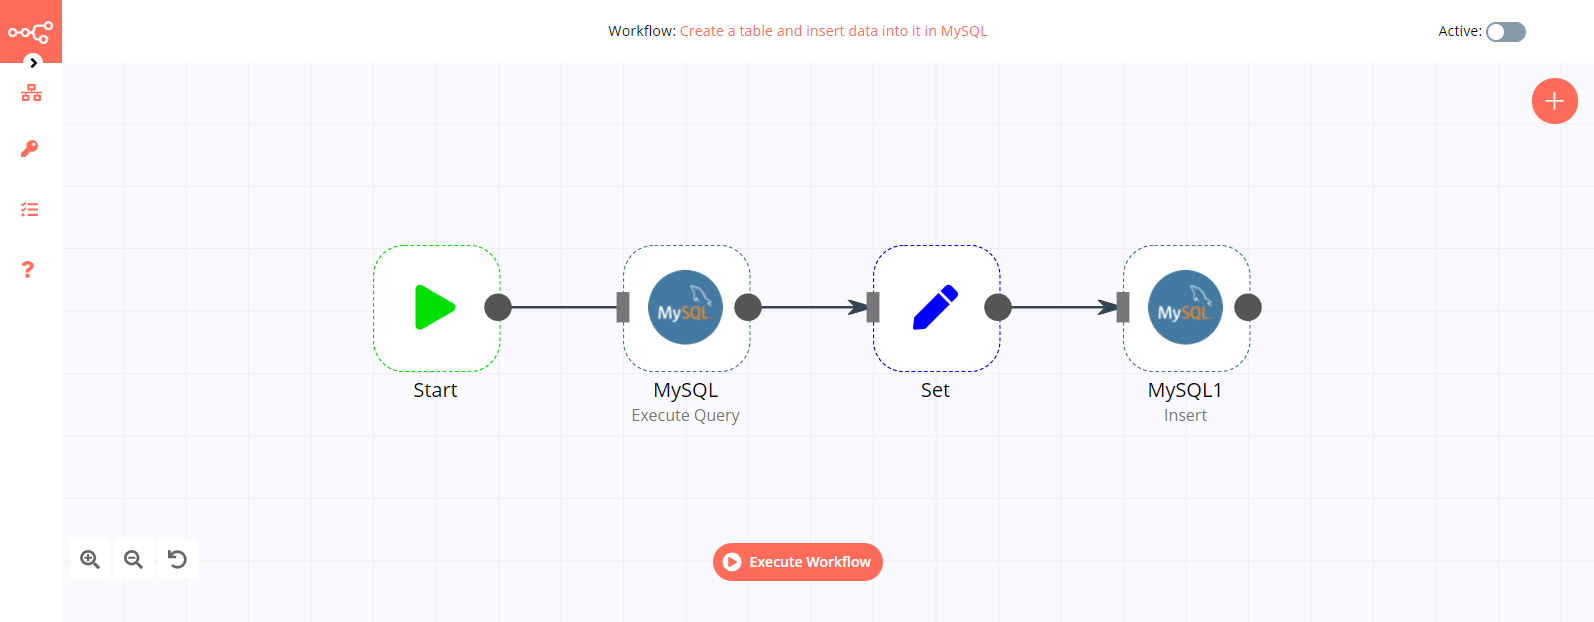 Workflow: Create a table and insert data into it in MySQL
Active:
MySQL
MySQL
Start
MySQL
Set
MySQL1
Execute Query
Insert
Execute Workflow